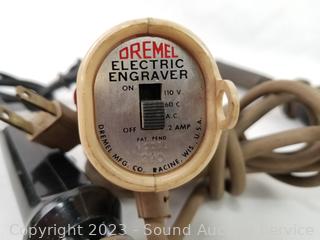 DREMEL
ELECTRIC
ENGRAVER
ON 110 V
60 C
A.C.
OFF 2 AMP
PAT. PEND
DREMEL MFG. CO. RACINE, WIS., U.S.A.
Copyright 2023 - Sound Auction Service